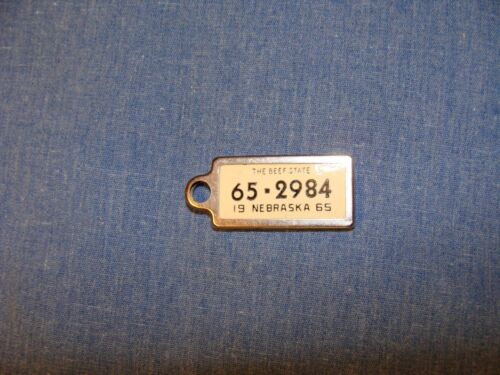 THE BEEF STATE
65-2984
19 NEBRASKA 65